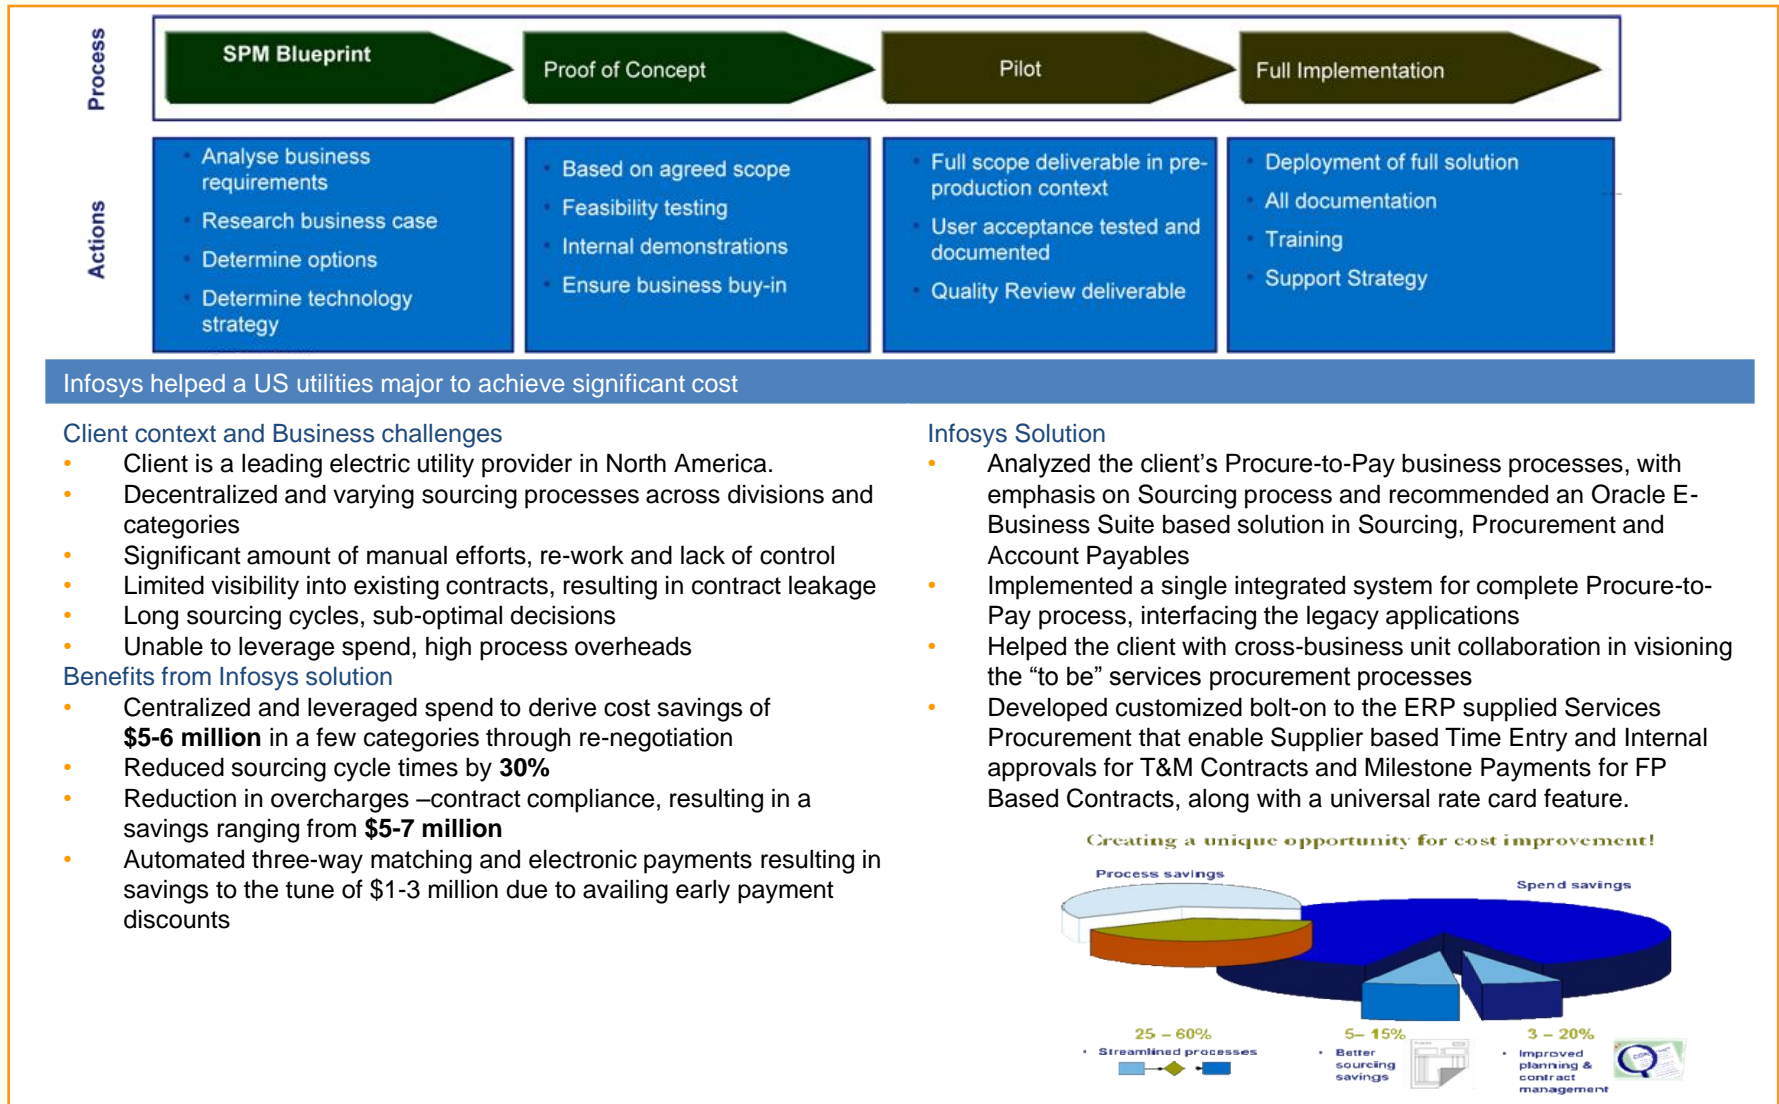 Process
SPM Blueprint
Proof of Concept
Pilot
Full Implementation
Actions
• Analyse business
requirements
• Research business case
• Determine options
• Determine technology
strategy
• Based on agreed scope
• Feasibility testing
• Internal demonstrations
• Ensure business buy-in
• Full scope deliverable in pre-
production context
• User acceptance tested and
documented
• Quality Review deliverable
• Deployment of full solution
• All documentation
• Training
• Support Strategy
Infosys helped a US utilities major to achieve significant cost
Client context and Business challenges
• Client is a leading electric utility provider in North America.
• Decentralized and varying sourcing processes across divisions and
categories
• Significant amount of manual efforts, re-work and lack of control
• Limited visibility into existing contracts, resulting in contract leakage
• Long sourcing cycles, sub-optimal decisions
• Unable to leverage spend, high process overheads
Benefits from Infosys solution
• Centralized and leveraged spend to derive cost savings of
$5-6 million in a few categories through re-negotiation
• Reduced sourcing cycle times by 30%
• Reduction in overcharges –contract compliance, resulting in a
savings ranging from $5-7 million
• Automated three-way matching and electronic payments resulting in
savings to the tune of $1-3 million due to availing early payment
discounts
Infosys Solution
• Analyzed the client’s Procure-to-Pay business processes, with
emphasis on Sourcing process and recommended an Oracle E-
Business Suite based solution in Sourcing, Procurement and
Account Payables
• Implemented a single integrated system for complete Procure-to-
Pay process, interfacing the legacy applications
• Helped the client with cross-business unit collaboration in visioning
the “to be” services procurement processes
• Developed customized bolt-on to the ERP supplied Services
Procurement that enable Supplier based Time Entry and Internal
approvals for T&M Contracts and Milestone Payments for FP
Based Contracts, along with a universal rate card feature.
Creating a unique opportunity for cost improvement!
Process savings
Spend savings
25 – 60%
• Streamlined processes
5– 15%
• Better
sourcing
savings
3 – 20%
• Improved
planning &
contract
management